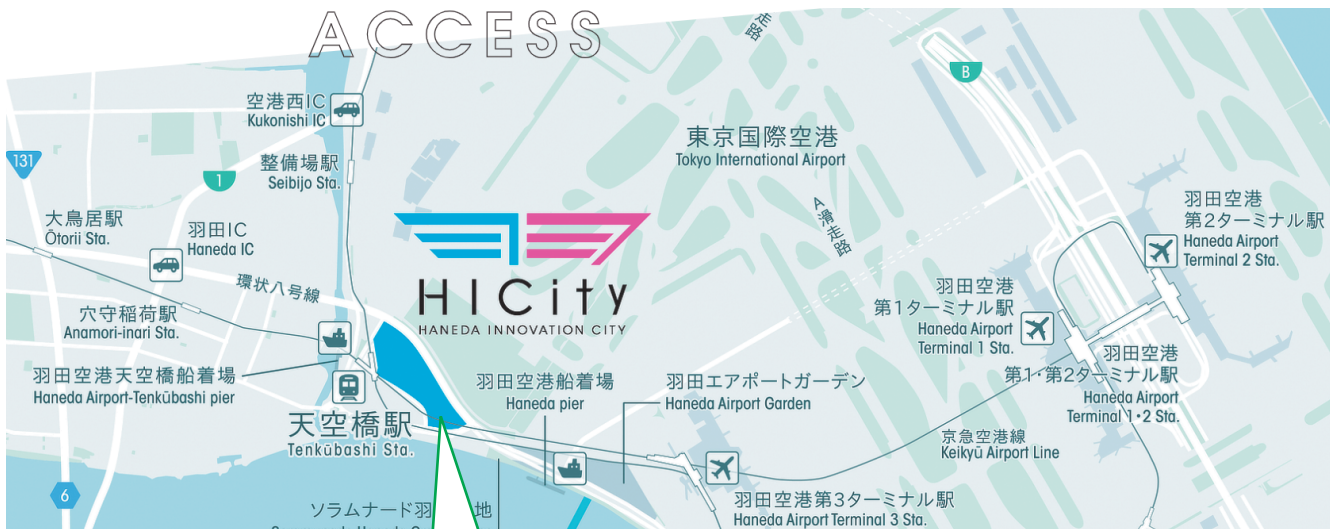 ACCESS
B
空港西IC
Kukonishi IC
東京国際空港
Tokyo International Airport
131
整備場駅
Seibijo Sta.
1
羽田空港
第2ターミナル駅
Haneda Airport
Terminal 2 Sta.
A滑走路
大鳥居駅
Ōtorii Sta.
羽田IC
Haneda IC
環状八号線
HICity
HANEDA INNOVATION CITY
羽田空港
第1ターミナル駅
Haneda Airport
Terminal 1 Sta.
穴守稲荷駅
Anamori-inari Sta.
羽田空港
第1・第2ターミナル駅
Haneda Airport
Terminal 1・2 Sta.
羽田空港天空橋船着場
Haneda Airport-Tenkūbashi pier
羽田空港船着場
Haneda pier
羽田エアポートガーデン
Haneda Airport Garden
天空橋駅
Tenkūbashi Sta.
京急空港線
Keikyū Airport Line
6
ソラムナード羽
地
羽田空港第3ターミナル駅
Haneda Airport Terminal 3 Sta.